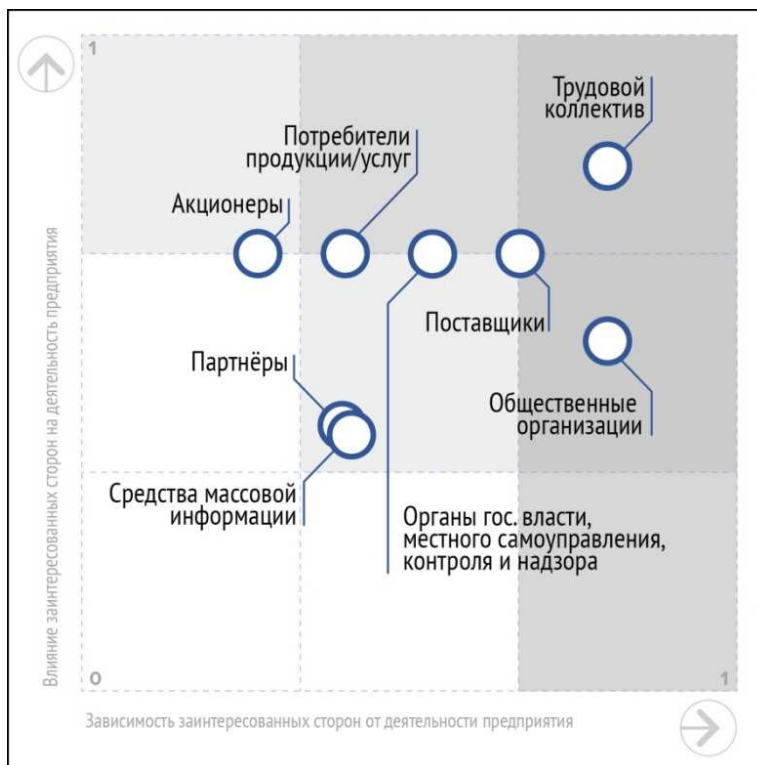 1
Трудовой
коллектив
Потребители
продукции/услуг
Акционеры
Поставщики
Партнёры
Общественные
организации
Средства массовой
информации
Органы гос. власти,
местного самоуправления,
контроля и надзора
Влияние заинтересованных сторон на деятельность предприятия
0
1
Зависимость заинтересованных сторон от деятельности предприятия